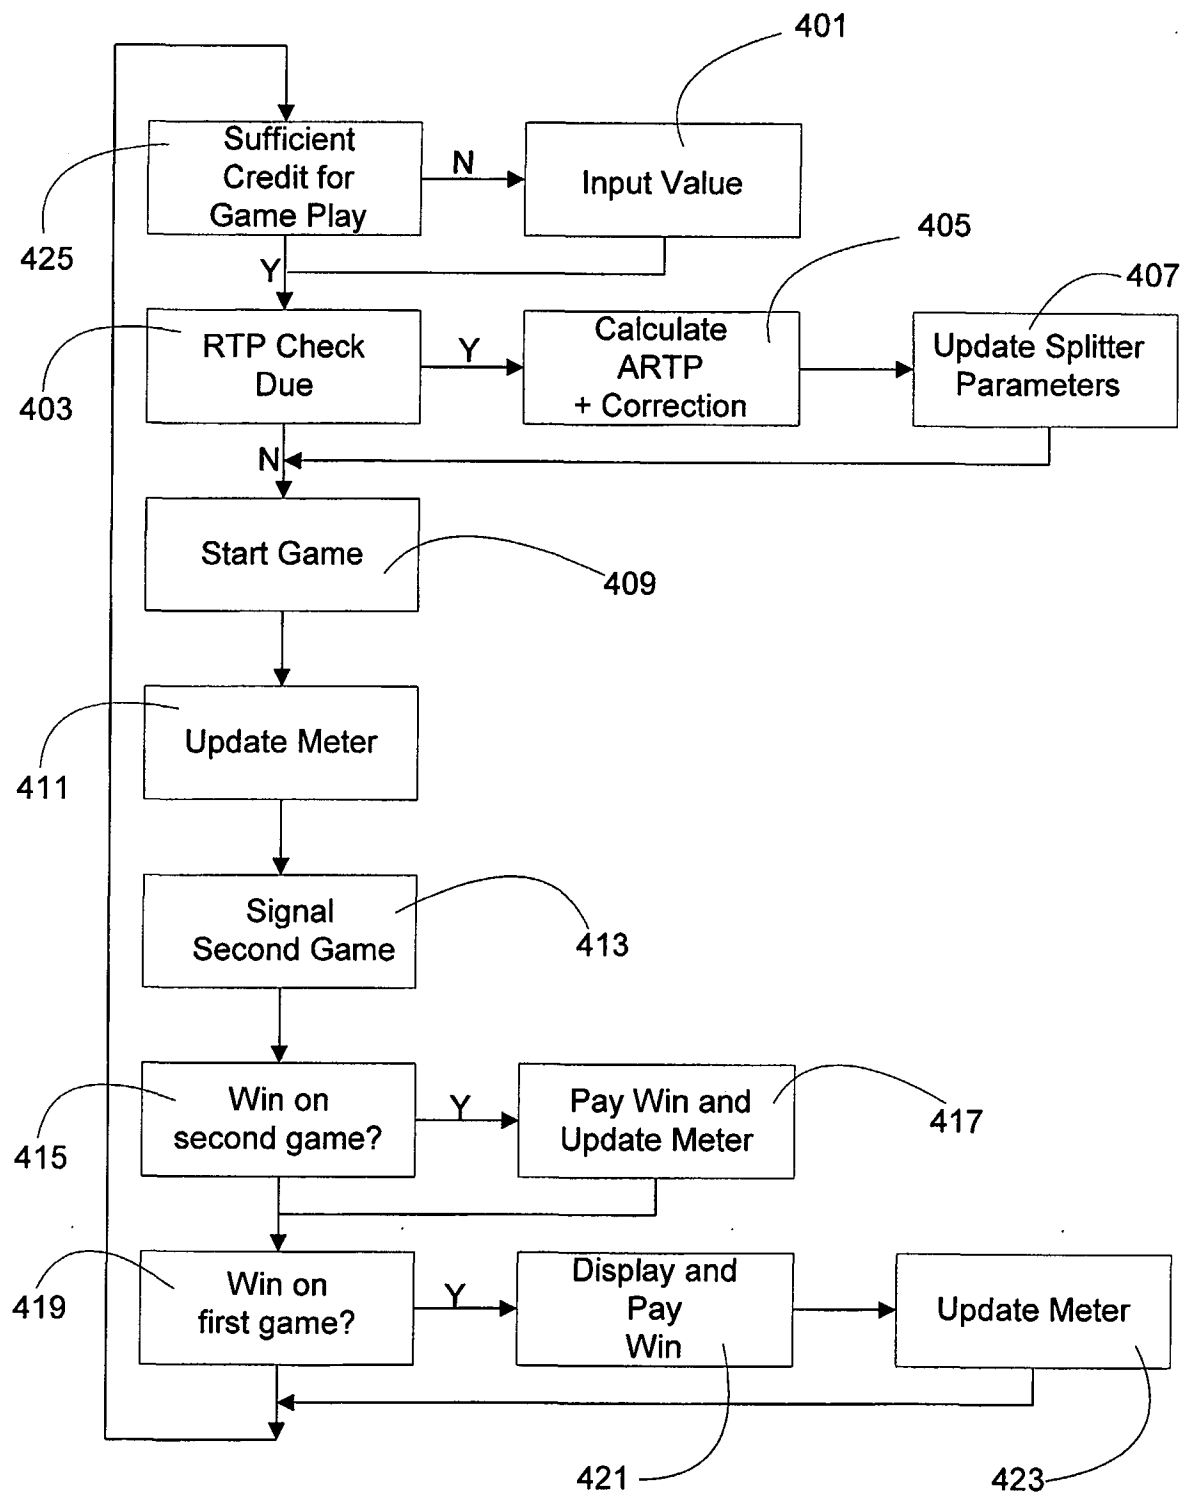 401
Sufficient
Credit for
Game Play
N
Input Value
425
Y
405
407
RTP Check
Due
Y
Calculate
ARTP
+ Correction
Update Splitter
Parameters
403
N
Start Game
409
Update Meter
411
Signal
Second Game
413
Win on
second game?
Y
Pay Win and
Update Meter
415
417
Win on
first game?
Y
Display and
Pay
Win
Update Meter
419
421
423